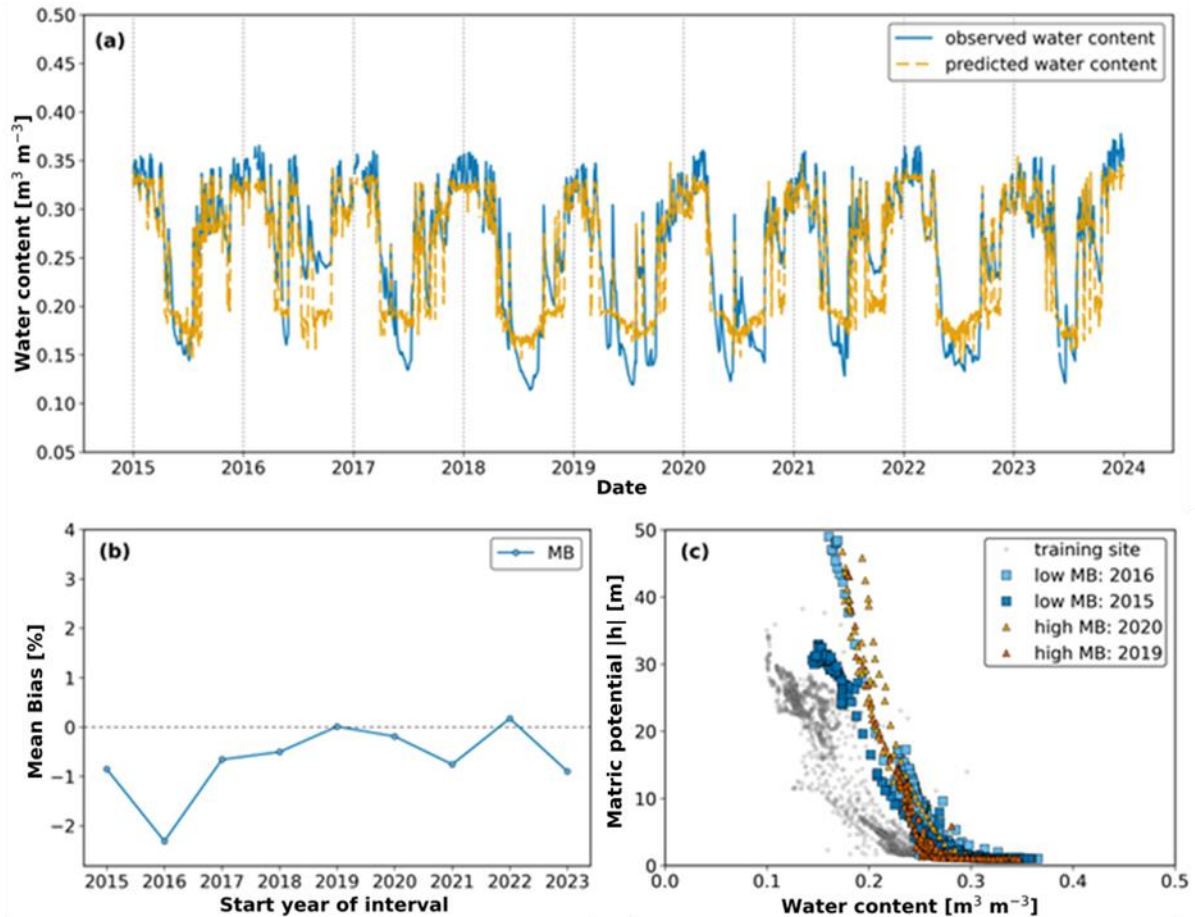 (a)
observed water content
predicted water content
Water content [m³ m⁻³]
0.50
0.45
0.40
0.35
0.30
0.25
0.20
0.15
0.10
0.05
2015 2016 2017 2018 2019 2020 2021 2022 2023 2024
Date
(b)
MB
Mean Bias [%]
4
3
2
1
0
−1
−2
2015 2016 2017 2018 2019 2020 2021 2022 2023
Start year of interval
(c)
training site
low MB: 2016
low MB: 2015
high MB: 2020
high MB: 2019
Matric potential |h| [m]
50
40
30
20
10
0
0.0 0.1 0.2 0.3 0.4 0.5
Water content [m³ m⁻³]